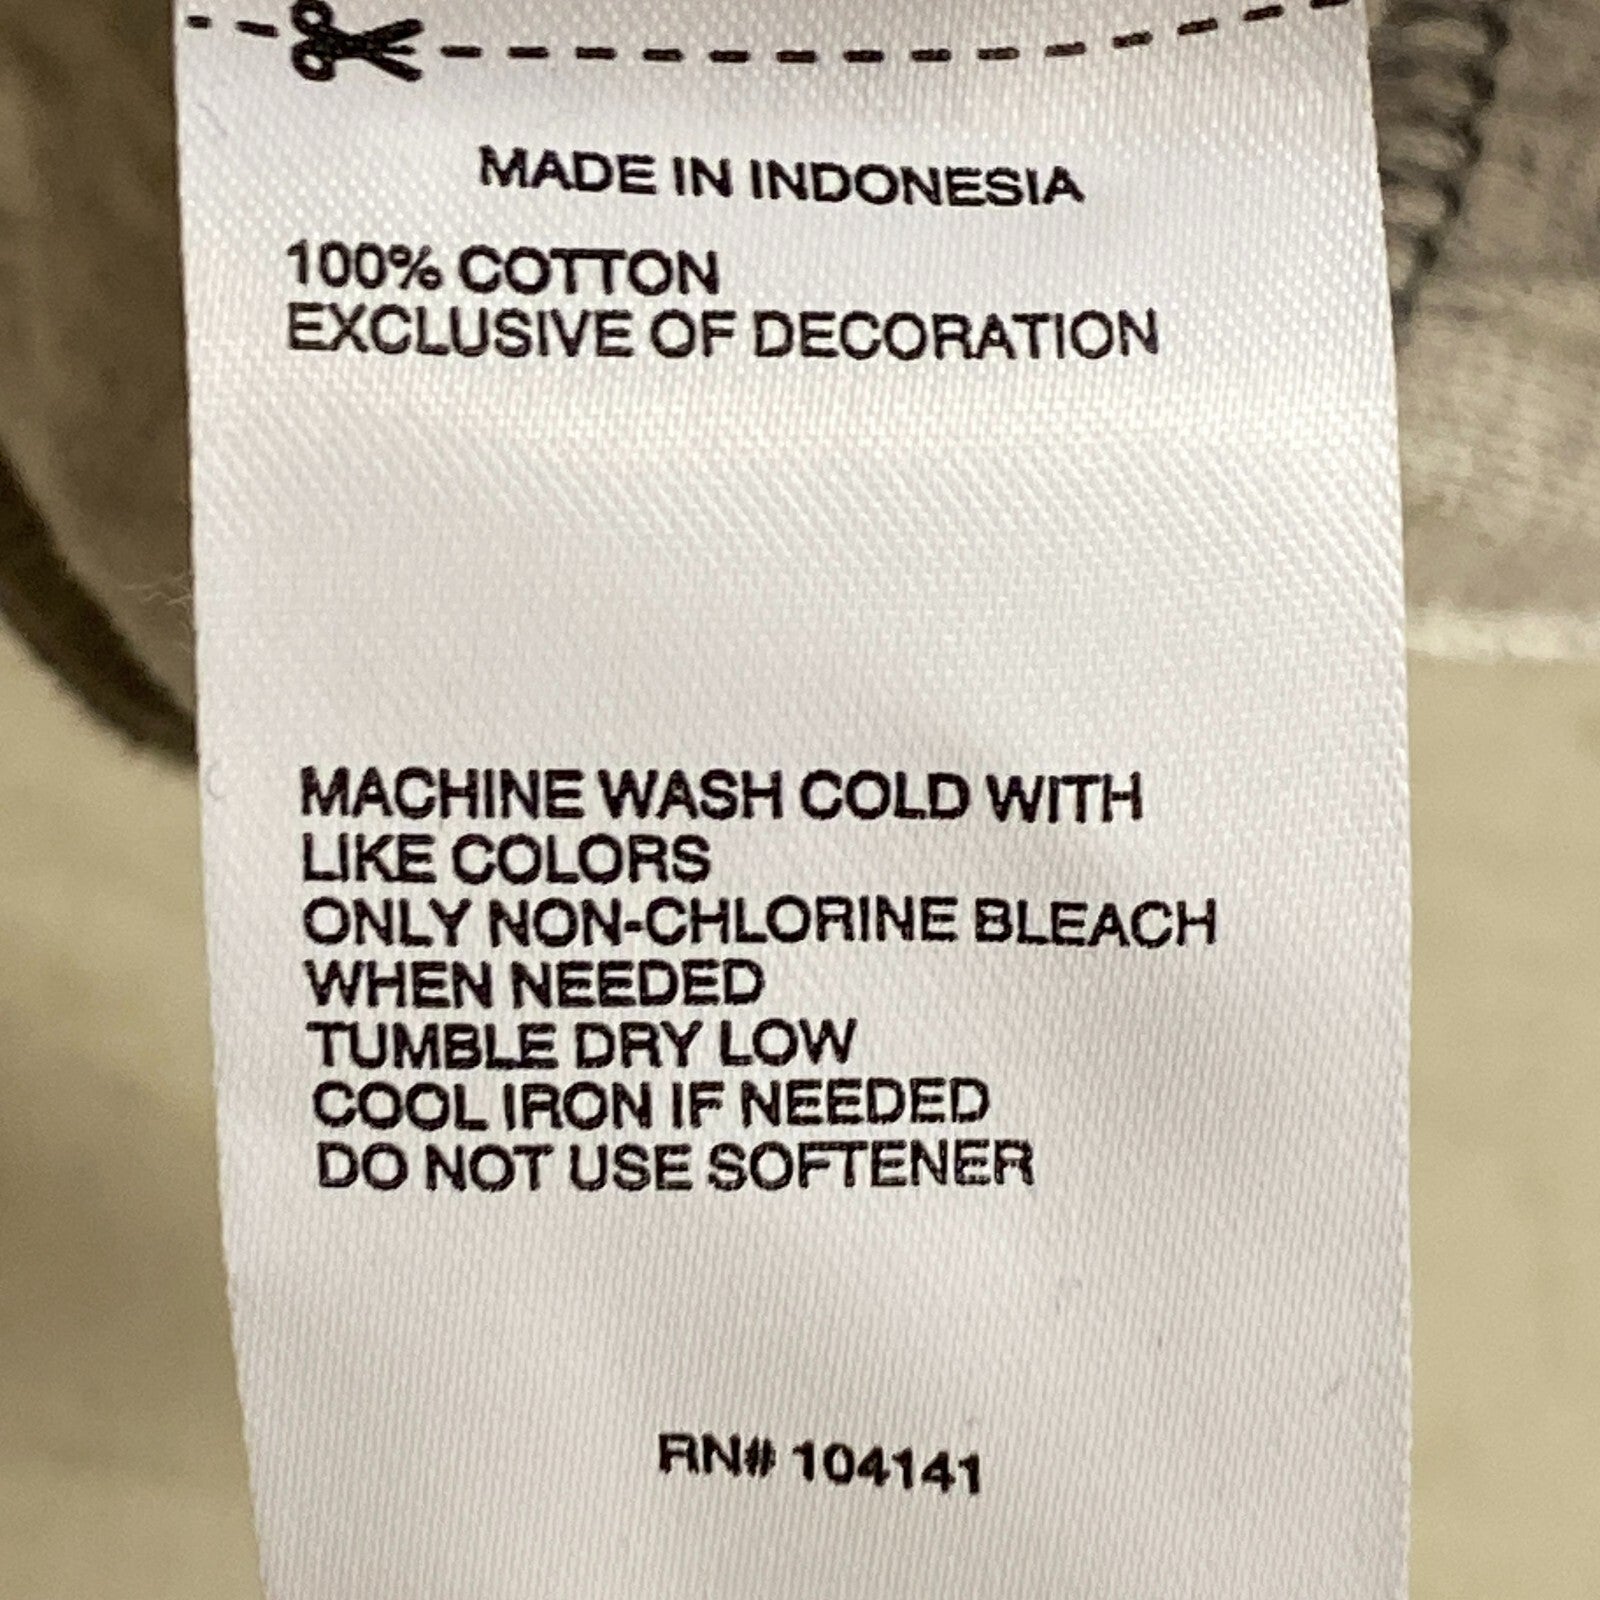 MADE IN INDONESIA
100% COTTON
EXCLUSIVE OF DECORATION
MACHINE WASH COLD WITH
LIKE COLORS
ONLY NON-CHLORINE BLEACH
WHEN NEEDED
TUMBLE DRY LOW
COOL IRON IF NEEDED
DO NOT USE SOFTENER
RN# 104141